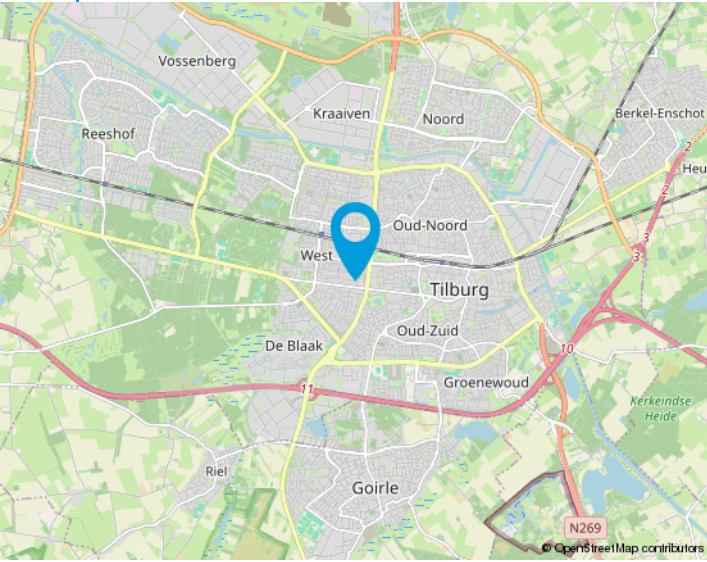 Vossenberg
Kraaiven
Noord
Berkel-Enschot
Reeshof
2
Heu
2
Oud-Noord
3
West
3
Tilburg
Oud-Zuid
De Blaak
10
Groenewoud
11
Kerkeindse
Heide
Riel
Goirle
N269
© OpenStreetMap contributors